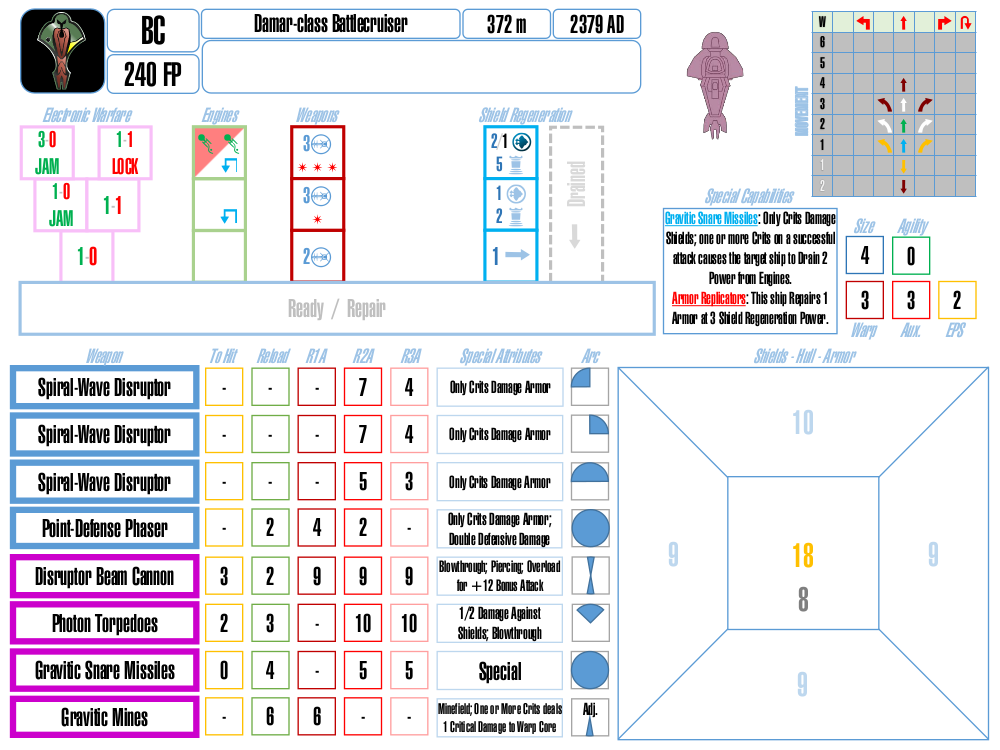 BC
Damar-class Battlecruiser
372 m
2379 AD
240 FP
Electronic Warfare
Engines
Weapons
Shield Regeneration
3-0
JAM
1-1
LOCK
1-0
JAM
1-1
1-0
3
3
2
2/1
5
1
2
1
Drained
Ready / Repair
MOVEMENT
W
6
5
4
3
2
1
1
2
Special Capabilities
Gravitic Snare Missiles: Only Crits Damage
Shields; one or more Crits on a successful
attack causes the target ship to Drain 2
Power from Engines.
Armor Replicators: This ship Repairs 1
Armor at 3 Shield Regeneration Power.
Size
Agility
4
0
3
3
2
Warp
Aux.
EPS
Weapon
To Hit
Reload
R1A
R2A
R3A
Special Attributes
Arc
Spiral-Wave Disruptor
-
-
-
7
4
Only Crits Damage Armor
Spiral-Wave Disruptor
-
-
-
7
4
Only Crits Damage Armor
Spiral-Wave Disruptor
-
-
-
5
3
Only Crits Damage Armor
Point-Defense Phaser
-
2
4
2
-
Only Crits Damage Armor;
Double Defensive Damage
Disruptor Beam Cannon
3
2
9
9
9
Blowthrough; Piercing; Overload
for +12 Bonus Attack
Photon Torpedoes
2
3
-
10
10
1/2 Damage Against
Shields; Blowthrough
Gravitic Snare Missiles
0
4
-
5
5
Special
Gravitic Mines
-
6
6
-
-
Minefield; One or More Crits deals
1 Critical Damage to Warp Core
Adj.
Shields - Hull - Armor
10
9
18
9
8
9